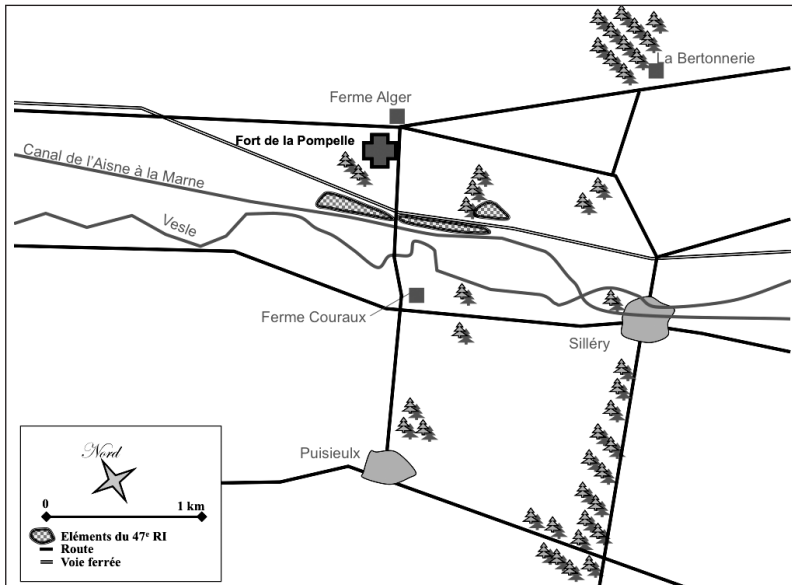 La Bertonnerie
Ferme Alger
Fort de la Pompelle
Canal de l'Aisne à la Marne
Vesle
Ferme Couraux
Silléry
Puisieulx
Nord
0 1 km
Eléments du 47e RI
Route
Voie ferrée